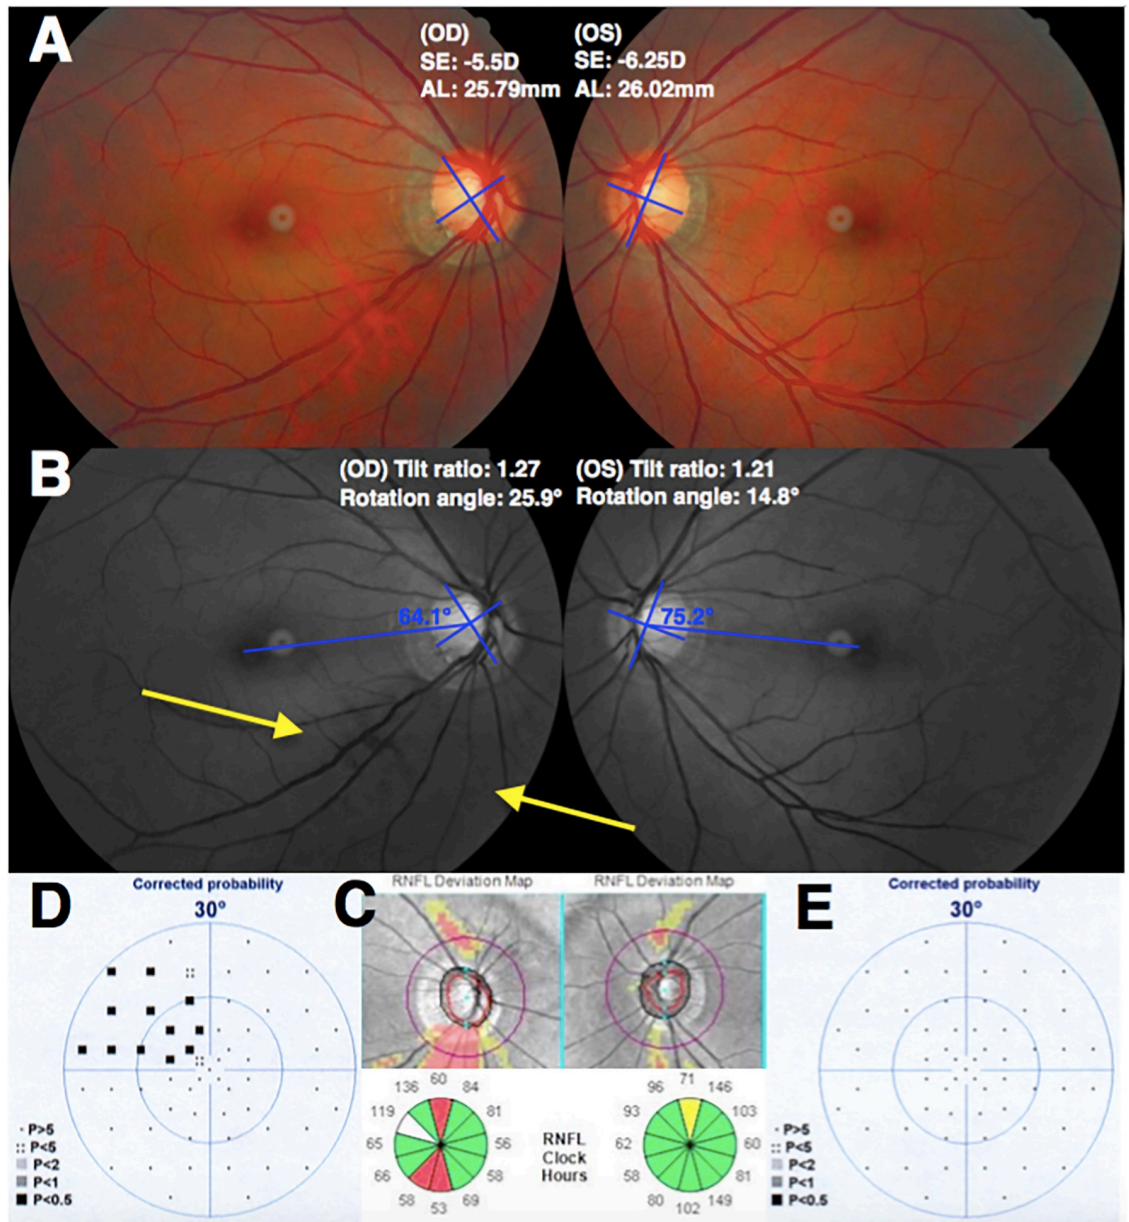 A
(OD)
SE: -5.5D
AL: 25.79mm
(OS)
SE: -6.25D
AL: 26.02mm
B
(OD) Tilt ratio: 1.27
Rotation angle: 25.9°
(OS) Tilt ratio: 1.21
Rotation angle: 14.8°
64.1°
75.2°
D
Corrected probability
30°
P>5
P<5
P<2
P<1
P<0.5
C
RNFL Deviation Map
RNFL Deviation Map
136 60 84
119 81
65 56
66 58
58 53 69
RNFL
Clock
Hours
96 71 146
93 103
62 60
58 81
80 102 149
E
Corrected probability
30°
P>5
P<5
P<2
P<1
P<0.5